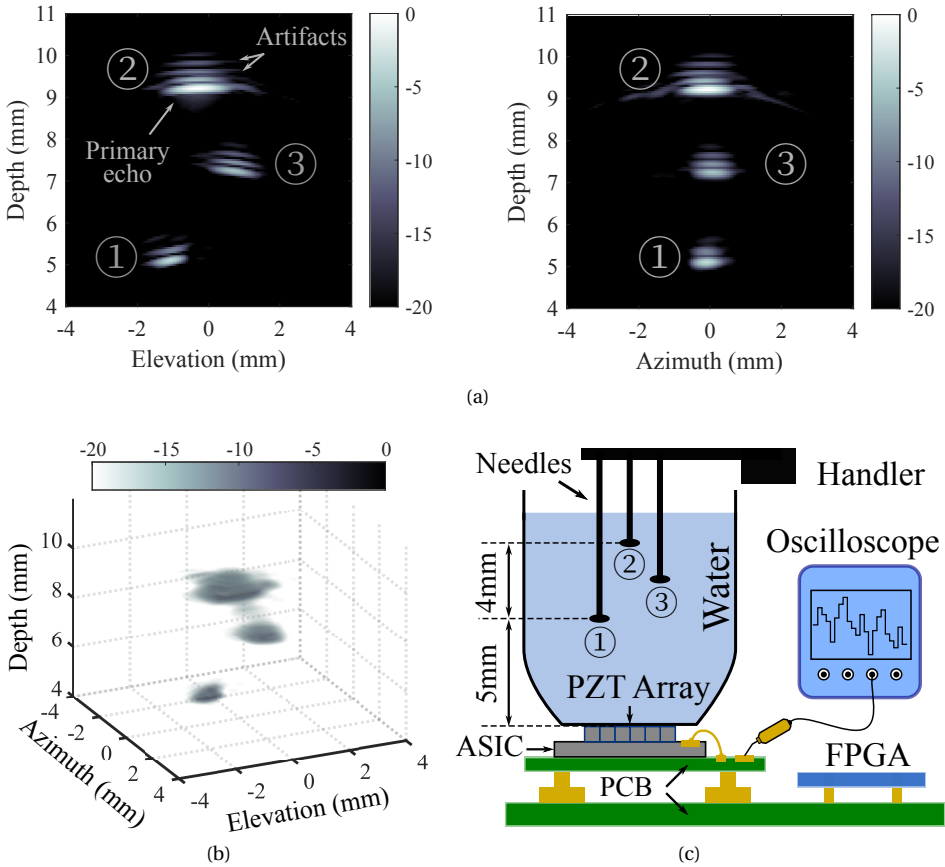 11
10
9
8
7
6
5
4
Depth (mm)
-4
-2
0
2
4
Elevation (mm)
②
Artifacts
Primary
echo
③
①
0
-5
-10
-15
-20
11
10
9
8
7
6
5
4
Depth (mm)
-4
-2
0
2
4
Azimuth (mm)
②
③
①
0
-5
-10
-15
-20
(a)
-20
-15
-10
-5
0
10
8
6
4
Depth (mm)
-4
-2
0
2
4
Azimuth (mm)
-4
-2
0
2
4
Elevation (mm)
(b)
Needles
Handler
Oscilloscope
②
③
①
4mm
5mm
Water
PZT Array
ASIC
PCB
FPGA
(c)